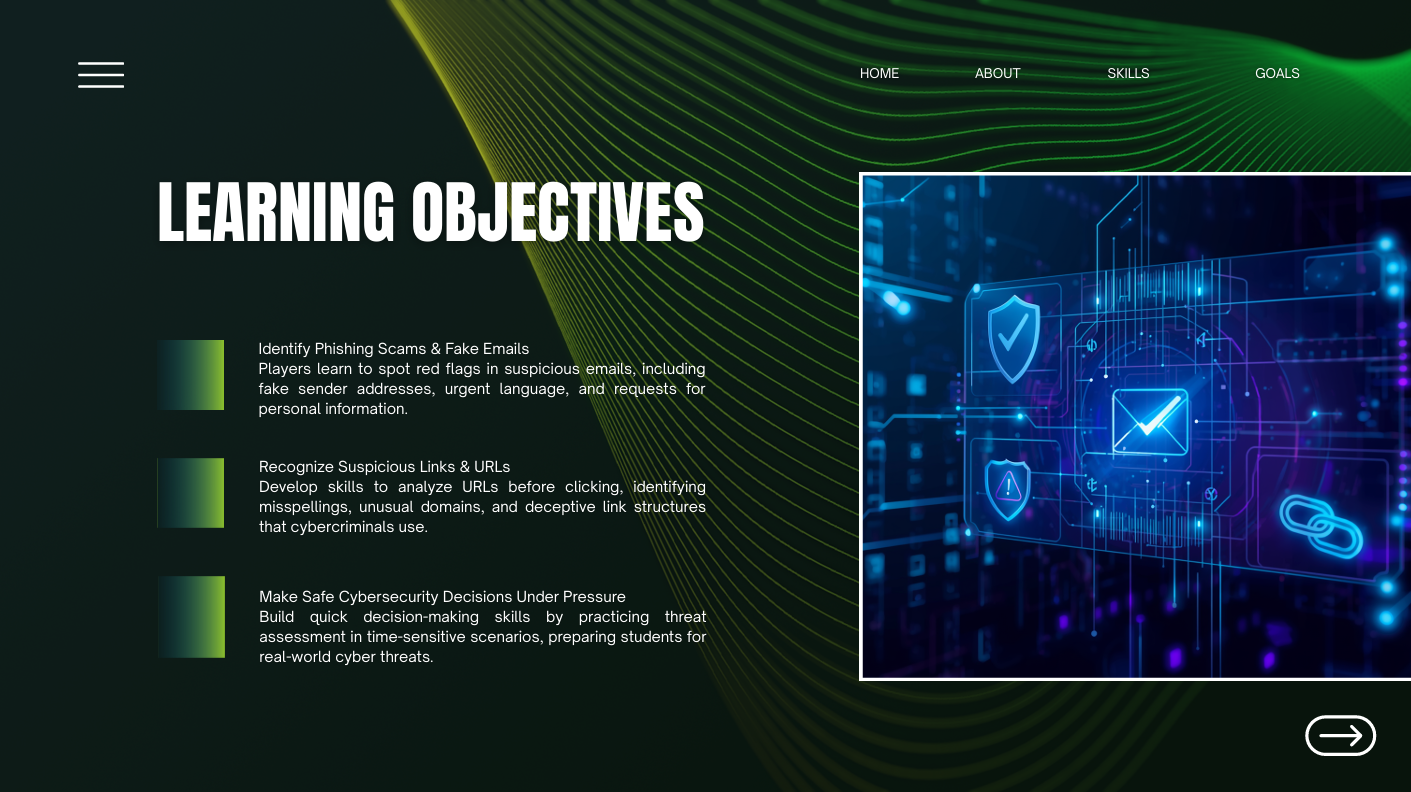 HOME ABOUT SKILLS GOALS
LEARNING OBJECTIVES
Identify Phishing Scams & Fake Emails
Players learn to spot red flags in suspicious emails, including
fake sender addresses, urgent language, and requests for
personal information.
Recognize Suspicious Links & URLs
Develop skills to analyze URLs before clicking, identifying
misspellings, unusual domains, and deceptive link structures
that cybercriminals use.
Make Safe Cybersecurity Decisions Under Pressure
Build quick decision-making skills by practicing threat
assessment in time-sensitive scenarios, preparing students for
real-world cyber threats.